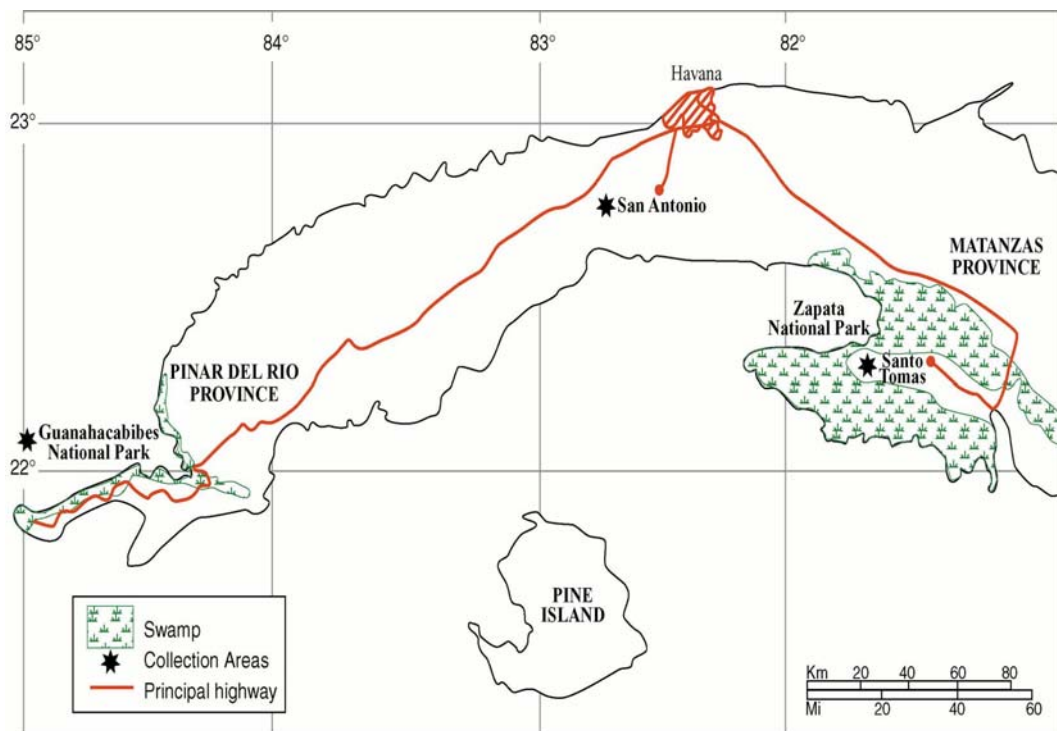 85°
84°
83°
82°
Havana
23°
San Antonio
MATANZAS
PROVINCE
Zapata
National Park
Santo
Tomas
PINAR DEL RIO
PROVINCE
Guanahacabibes
National Park
22°
PINE
ISLAND
Swamp
Collection Areas
Principal highway
Km 20 40 60 80
Mi 20 40 60